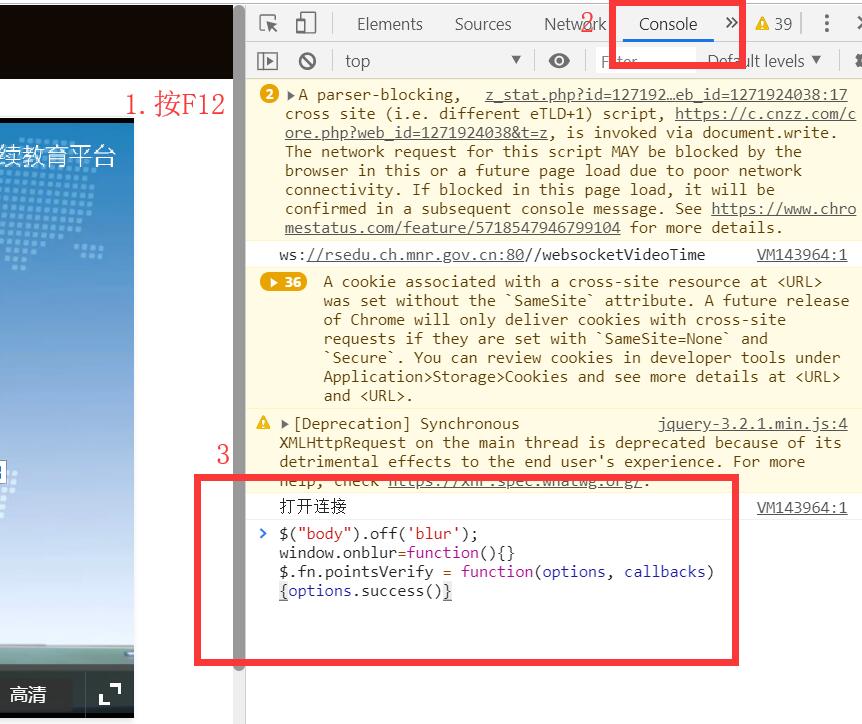 Elements
Sources
Network
Console
39
2
top
Default levels
1.按F12
续教育平台
2
A parser-blocking, z_stat.php?id=127192…eb_id=1271924038:17
cross site (i.e. different eTLD+1) script, https://c.cnzz.com/c
ore.php?web_id=1271924038&t=z, is invoked via document.write.
The network request for this script MAY be blocked by the
browser in this or a future page load due to poor network
connectivity. If blocked in this page load, it will be
confirmed in a subsequent console message. See https://www.chro
mestatus.com/feature/5718547946799104 for more details.
ws://rsedu.ch.mnr.gov.cn:80//websocketVideoTime VM143964:1
36
A cookie associated with a cross-site resource at <URL>
was set without the `SameSite` attribute. A future release
of Chrome will only deliver cookies with cross-site
requests if they are set with `SameSite=None` and
`Secure`. You can review cookies in developer tools under
Application>Storage>Cookies and see more details at <URL>
and <URL>.
[Deprecation] Synchronous jquery-3.2.1.min.js:4
XMLHttpRequest on the main thread is deprecated because of its
detrimental effects to the end user's experience. For more
help, check https://xhr.spec.whatwg.org/.
3
打开连接 VM143964:1
> $("body").off('blur');
window.onblur=function(){}
$.fn.pointsVerify = function(options, callbacks)
{options.success()}
高清